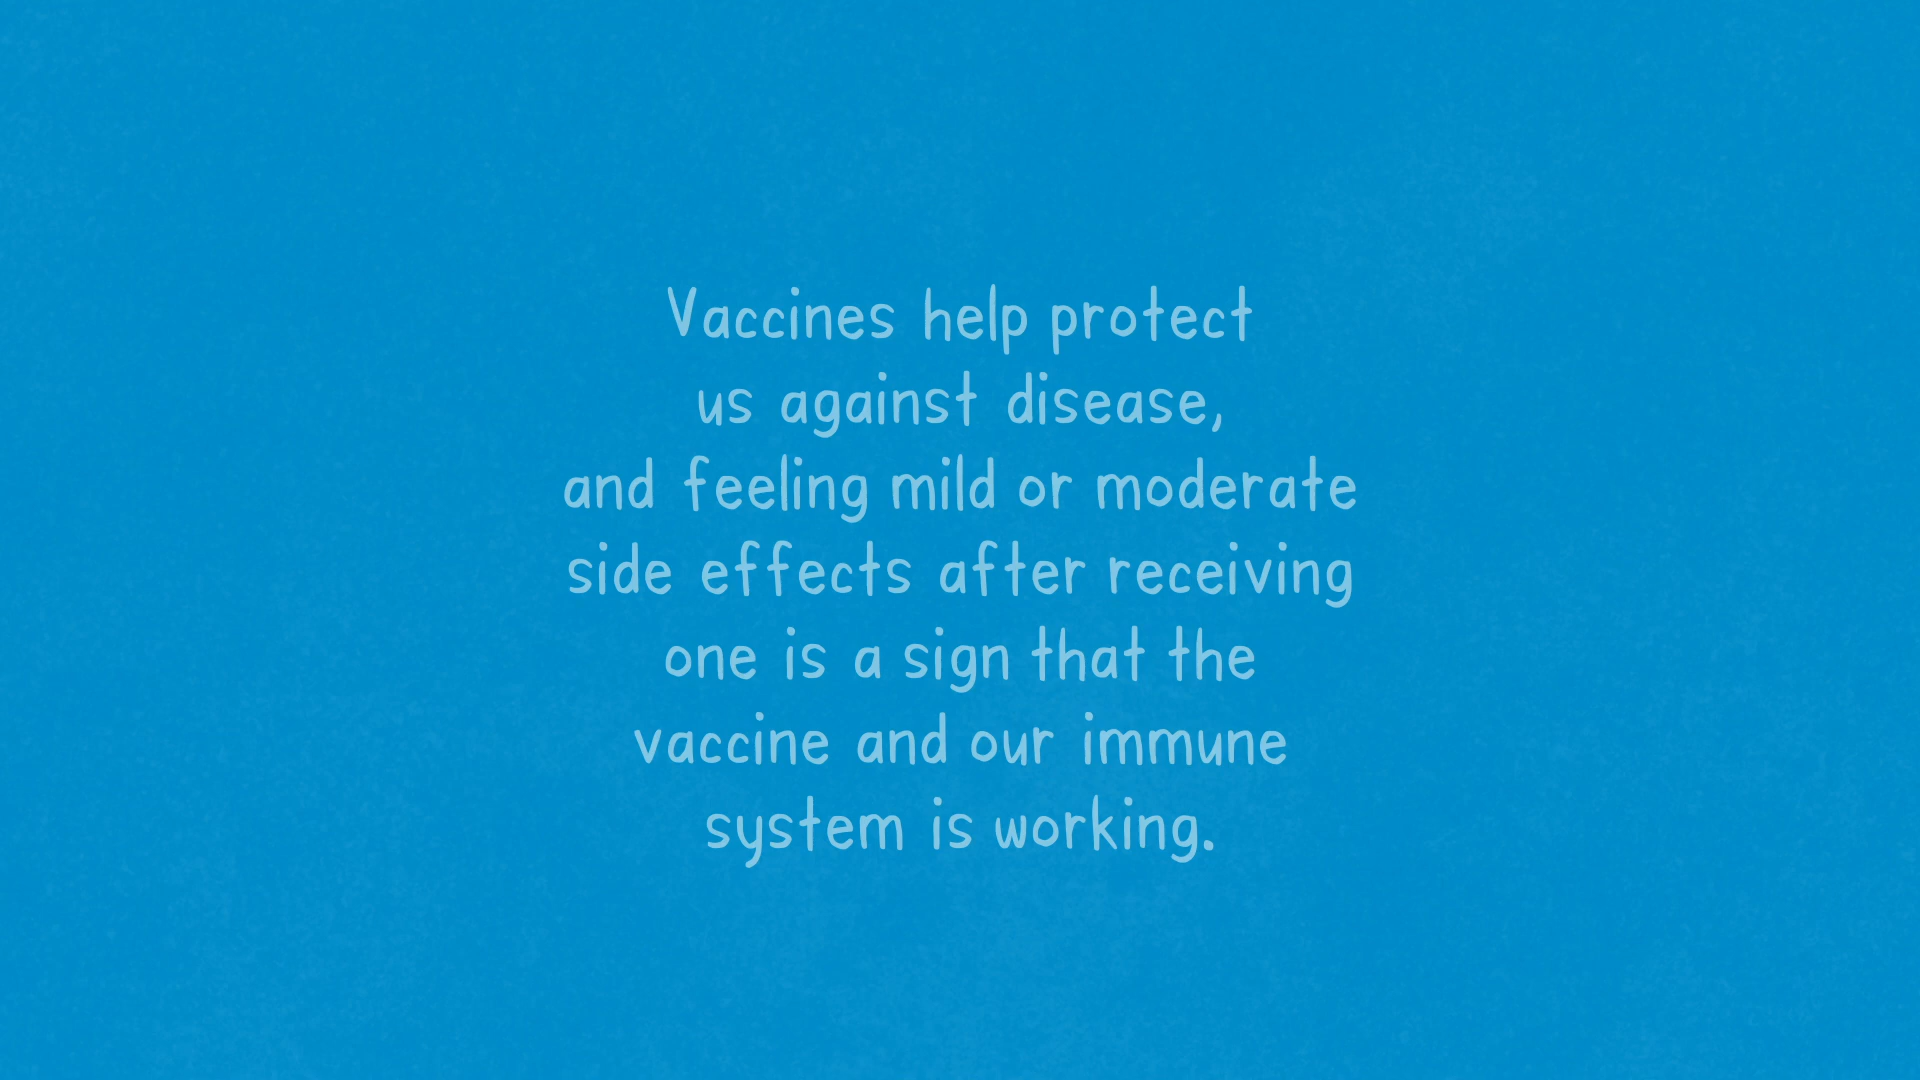 Vaccines help protect
us against disease,
and feeling mild or moderate
side effects after receiving
one is a sign that the
vaccine and our immune
system is working.